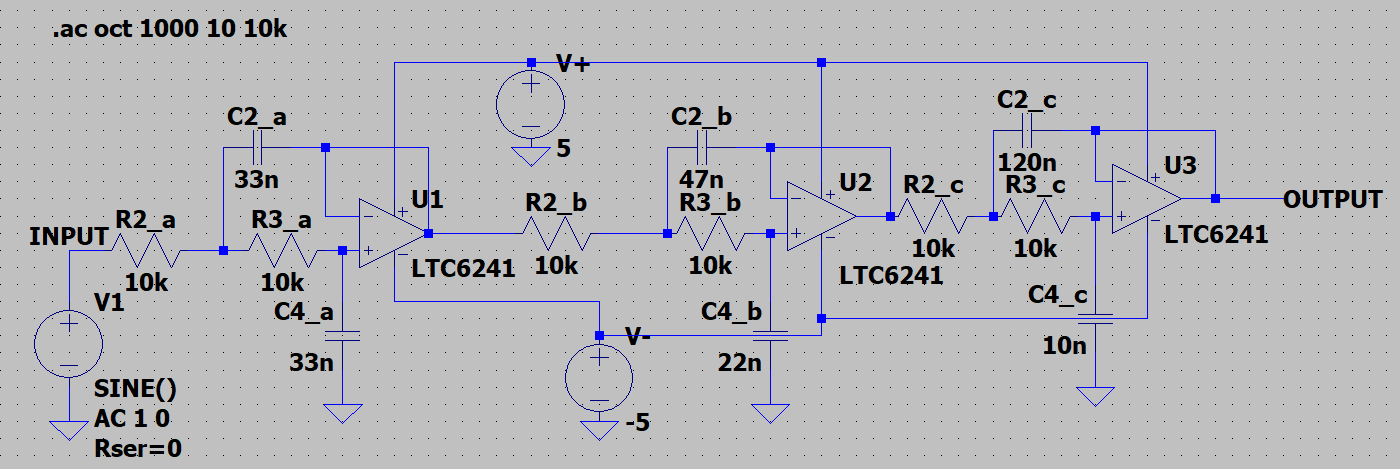 .ac oct 1000 10 10k
V+
5
C2_a
33n
U1
R2_a
R3_a
INPUT
10k
10k
LTC6241
V1
C4_a
33n
SINE()
AC 1 0
Rser=0
R2_b
10k
C2_b
47n
R3_b
10k
U2
LTC6241
C4_b
22n
V-
-5
R2_c
10k
C2_c
120n
R3_c
10k
U3
LTC6241
OUTPUT
C4_c
10n